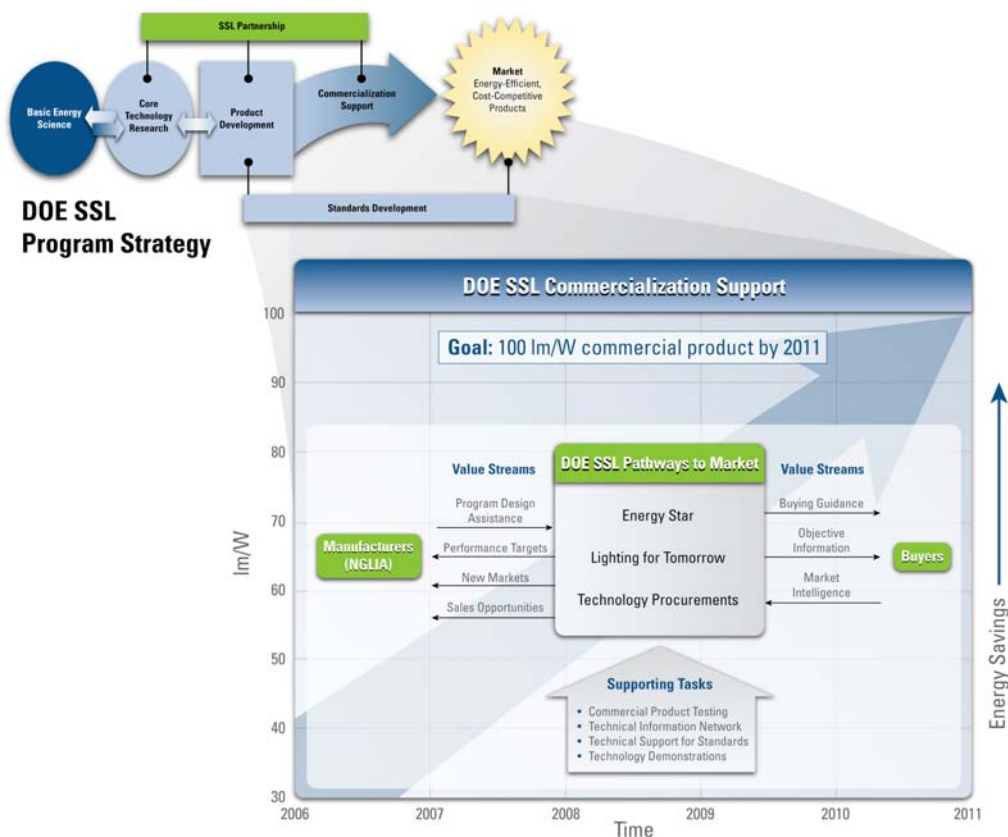 SSL Partnership
Basic Energy
Science
Core
Technology
Research
Product
Development
Commercialization
Support
Market
Energy-Efficient,
Cost-Competitive
Products
Standards Development
DOE SSL
Program Strategy
DOE SSL Commercialization Support
Goal: 100 lm/W commercial product by 2011
100
90
80
70
60
50
40
30
lm/W
Value Streams
Program Design
Assistance
Performance Targets
New Markets
Sales Opportunities
Manufacturers
(NGLIA)
DOE SSL Pathways to Market
Energy Star
Lighting for Tomorrow
Technology Procurements
Value Streams
Buying Guidance
Objective
Information
Market
Intelligence
Buyers
Supporting Tasks
• Commercial Product Testing
• Technical Information Network
• Technical Support for Standards
• Technology Demonstrations
Energy Savings
2006
2007
2008
2009
2010
2011
Time